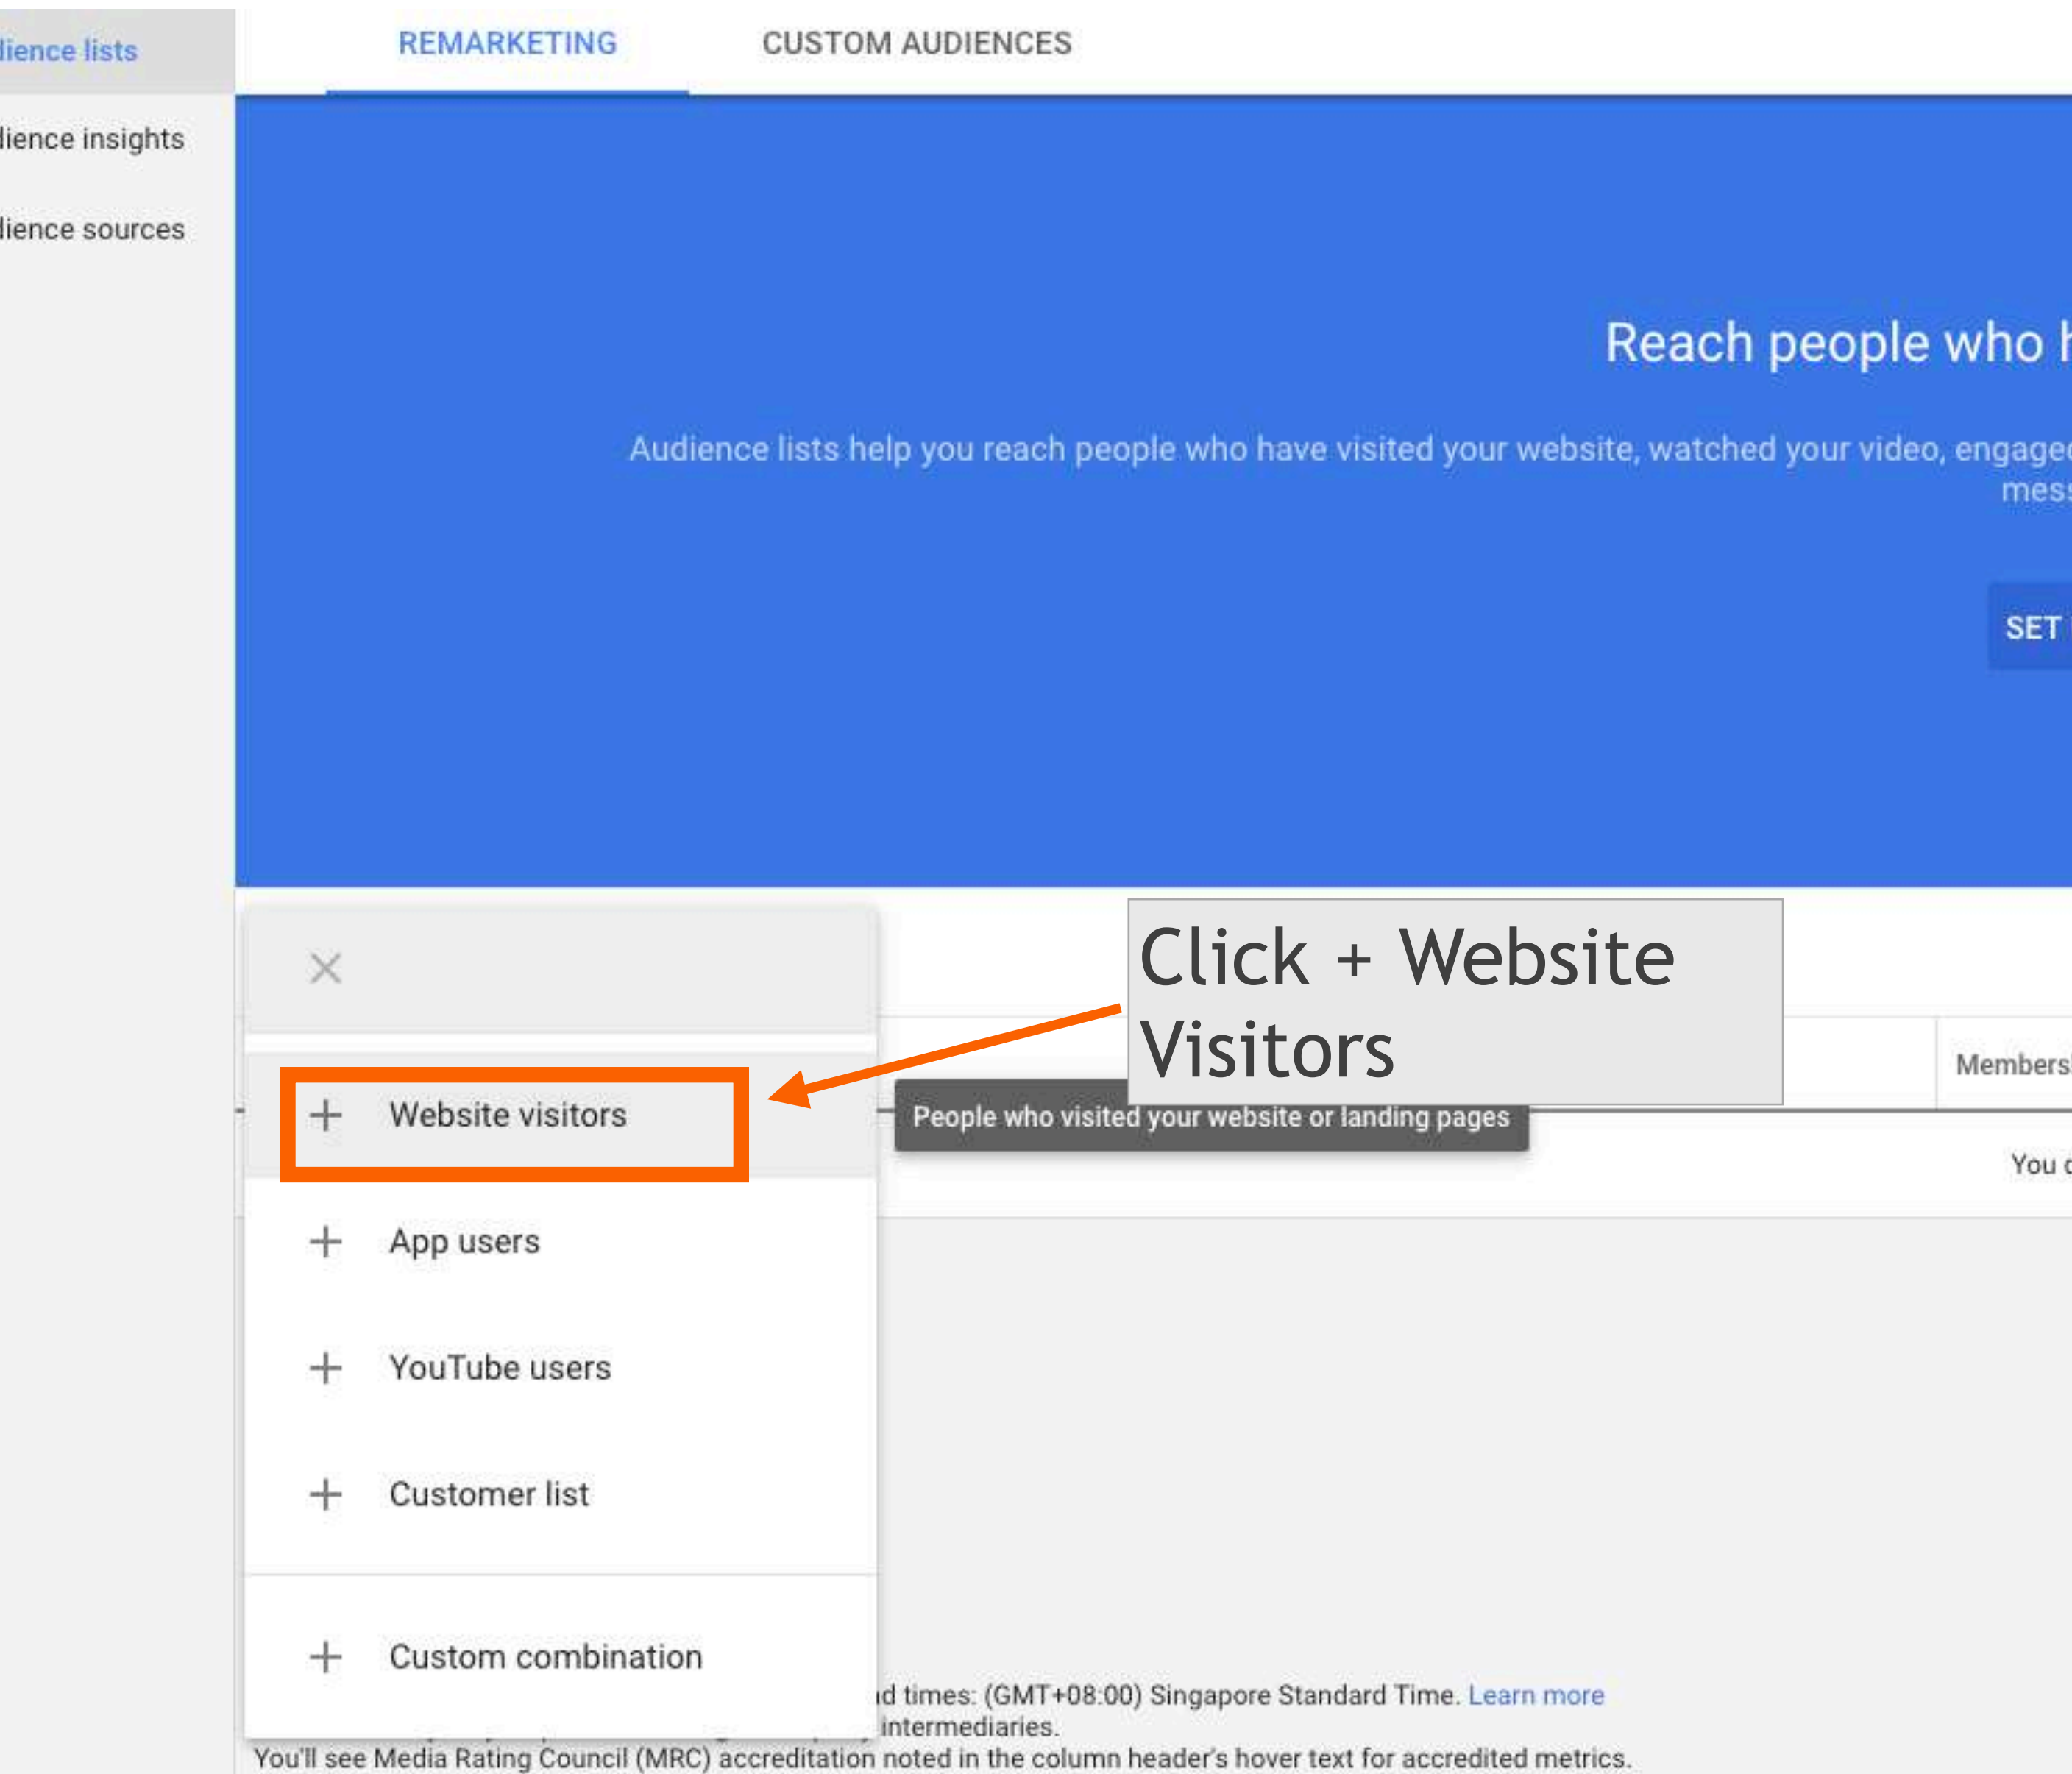 lience lists
REMARKETING
CUSTOM AUDIENCES
lience insights
lience sources
Reach people who
Audience lists help you reach people who have visited your website, watched your video, engaged
mess
SET
×
Click + Website
Visitors
Members
+ Website visitors
People who visited your website or landing pages
You
+ App users
+ YouTube users
+ Customer list
+ Custom combination
d times: (GMT+08:00) Singapore Standard Time. Learn more
intermediaries.
You'll see Media Rating Council (MRC) accreditation noted in the column header's hover text for accredited metrics.